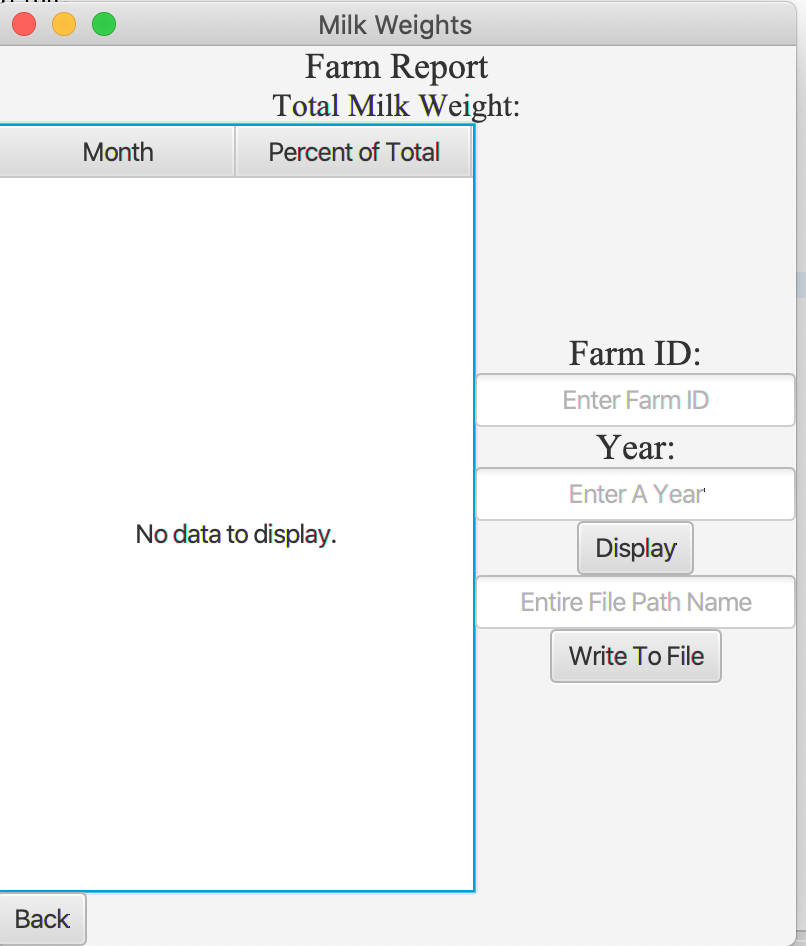 Milk Weights
Farm Report
Total Milk Weight:
Month Percent of Total
No data to display.
Farm ID:
Enter Farm ID
Year:
Enter A Year
Display
Entire File Path Name
Write To File
Back